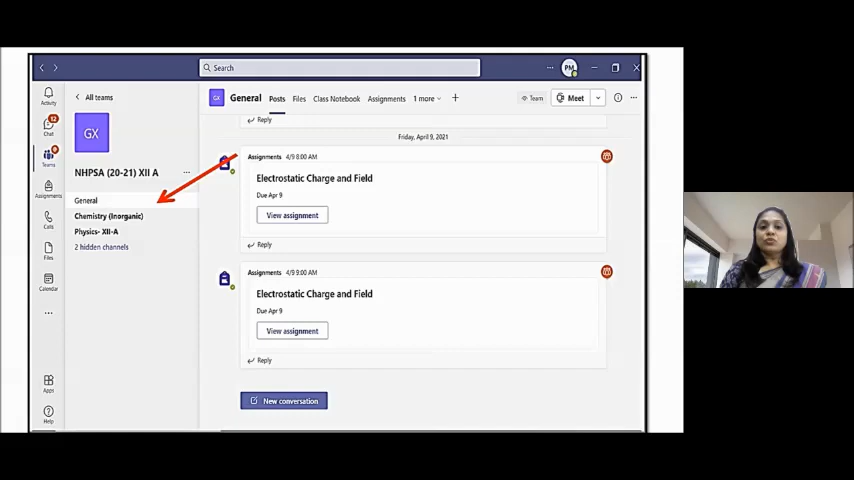 Search
PM
Activity
Chat
12
Teams
Assignments
Calls
Files
Calendar
Apps
Help
All teams
GX
NHPSA (20-21) XII A
General
Chemistry (Inorganic)
Physics- XII-A
2 hidden channels
GX
General
Posts
Files
Class Notebook
Assignments
1 more
Team
Meet
Reply
Friday, April 9, 2021
Assignments 4/9 8:00 AM
Electrostatic Charge and Field
Due Apr 9
View assignment
Reply
Assignments 4/9 9:00 AM
Electrostatic Charge and Field
Due Apr 9
View assignment
Reply
New conversation